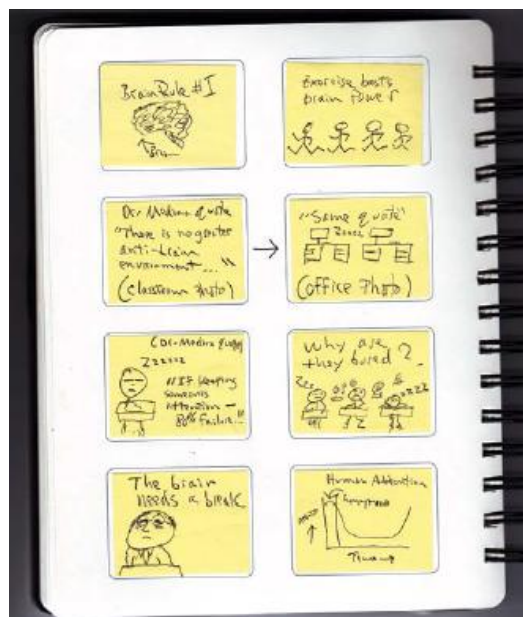 Brain Rule #1
Brain
Exercise boosts
brain power
Dr. Medina quote
"There is no greater
anti-brain
environment..."
(classroom photo)
"Same quote"
zzzzz
(office photo)
(Dr. Medina quote)
Zzzzzz
keeping
someone's
attention -
80% failure..."
Why are
they bored?
Zzz
zzzz
The brain
needs a break
Human Attention
Time